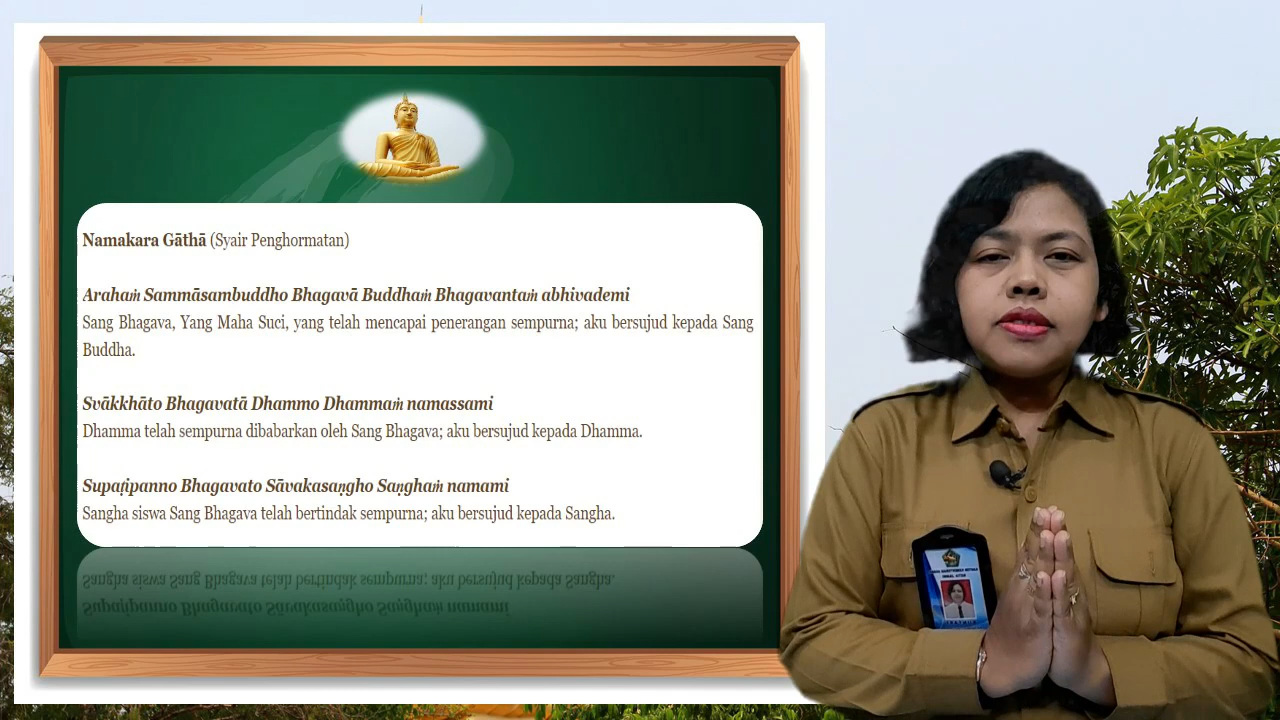 Namakara Gāthā (Syair Penghormatan)
Arahaṁ Sammāsambuddho Bhagavā Buddhaṁ Bhagavantaṁ abhivademi
Sang Bhagava, Yang Maha Suci, yang telah mencapai penerangan sempurna; aku bersujud kepada Sang
Buddha.
Svākkhāto Bhagavatā Dhammo Dhammaṁ namassami
Dhamma telah sempurna dibabarkan oleh Sang Bhagava; aku bersujud kepada Dhamma.
Supaṭipanno Bhagavato Sāvakasaṇgho Saṇghaṁ namami
Sangha siswa Sang Bhagava telah bertindak sempurna; aku bersujud kepada Sangha.